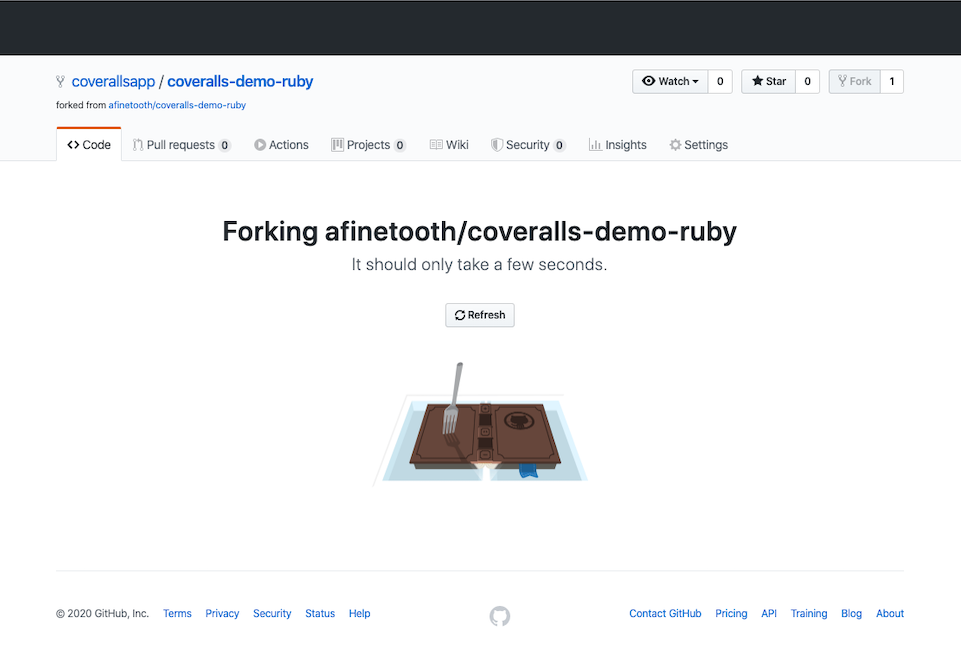 coverallsapp / coveralls-demo-ruby
Watch 0 Star 0 Fork 1
forked from afinetooth/coveralls-demo-ruby
Code Pull requests 0 Actions Projects 0 Wiki Security 0 Insights Settings
Forking afinetooth/coveralls-demo-ruby
It should only take a few seconds.
Refresh
© 2020 GitHub, Inc. Terms Privacy Security Status Help Contact GitHub Pricing API Training Blog About